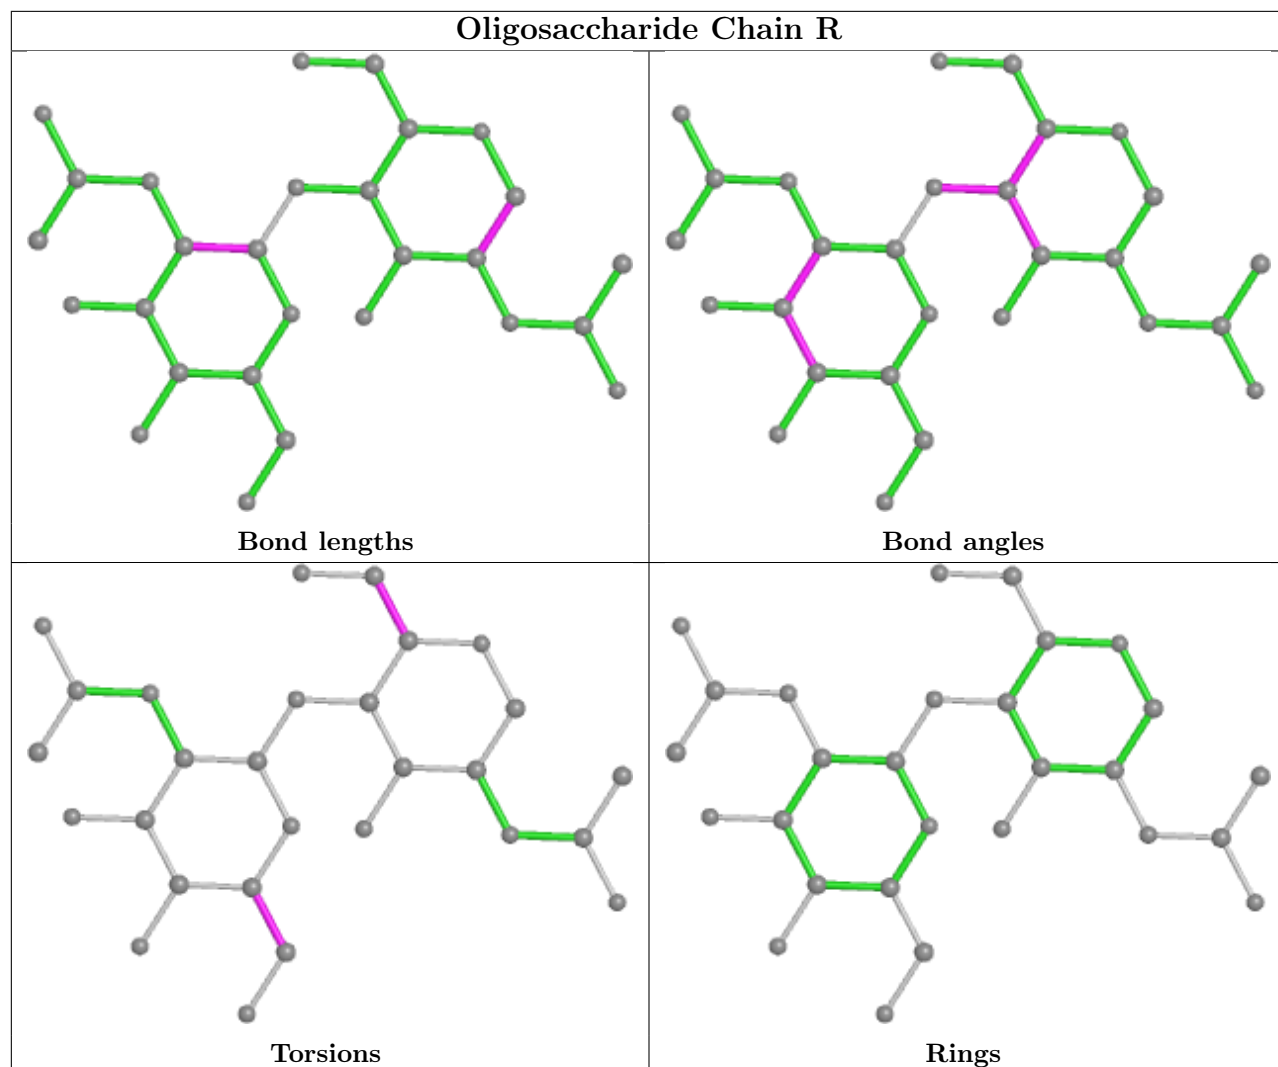 Oligosaccharide Chain R
Bond lengths
Bond angles
Torsions
Rings